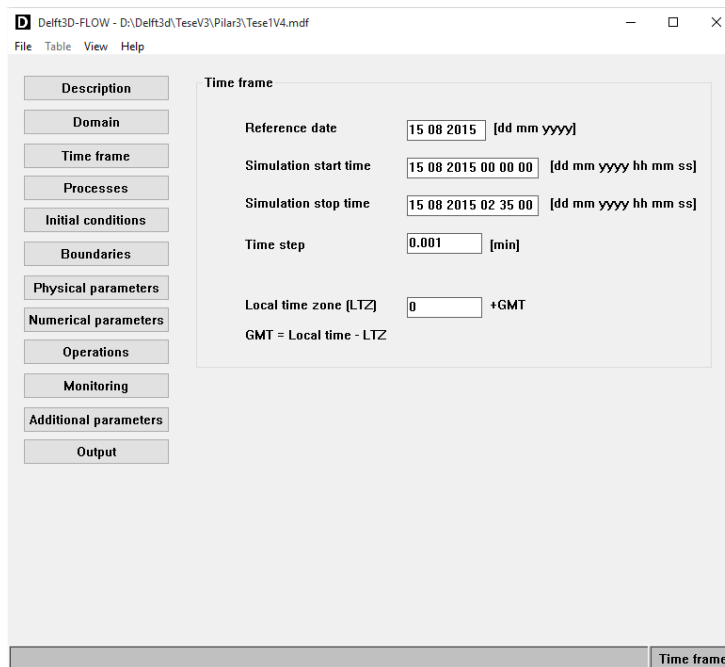 D Delft3D-FLOW - D:\Delft3d\TeseV3\Pilar3\Tese1V4.mdf
File Table View Help
Description
Domain
Time frame
Processes
Initial conditions
Boundaries
Physical parameters
Numerical parameters
Operations
Monitoring
Additional parameters
Output
Time frame
Reference date 15 08 2015 [dd mm yyyy]
Simulation start time 15 08 2015 00 00 00 [dd mm yyyy hh mm ss]
Simulation stop time 15 08 2015 02 35 00 [dd mm yyyy hh mm ss]
Time step 0.001 [min]
Local time zone (LTZ) 0 +GMT
GMT = Local time - LTZ
Time frame